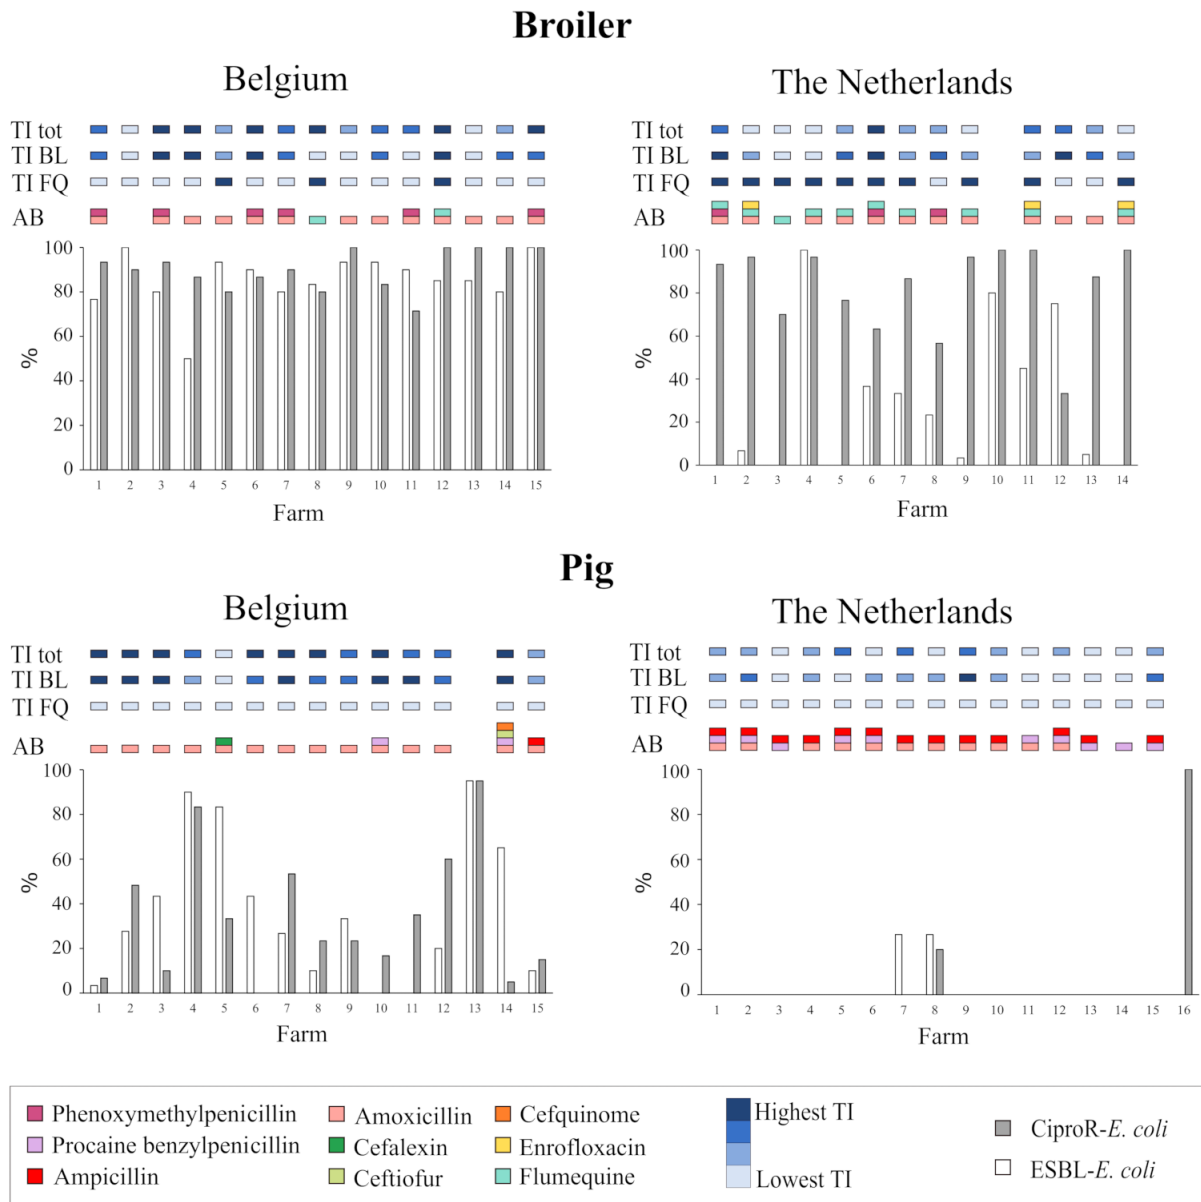 Broiler
Belgium
The Netherlands
TI tot
TI BL
TI FQ
AB
100
80
60
40
20
0
%
1 2 3 4 5 6 7 8 9 10 11 12 13 14 15
Farm
TI tot
TI BL
TI FQ
AB
100
80
60
40
20
0
%
1 2 3 4 5 6 7 8 9 10 11 12 13 14
Farm
Pig
Belgium
The Netherlands
TI tot
TI BL
TI FQ
AB
100
80
60
40
20
0
%
1 2 3 4 5 6 7 8 9 10 11 12 13 14 15
Farm
TI tot
TI BL
TI FQ
AB
100
80
60
40
20
0
%
1 2 3 4 5 6 7 8 9 10 11 12 13 14 15 16
Farm
Phenoxymethylpenicillin
Procaine benzylpenicillin
Ampicillin
Amoxicillin
Cefalexin
Ceftiofur
Cefquinome
Enrofloxacin
Flumequine
Highest TI
Lowest TI
CiproR-E. coli
ESBL-E. coli